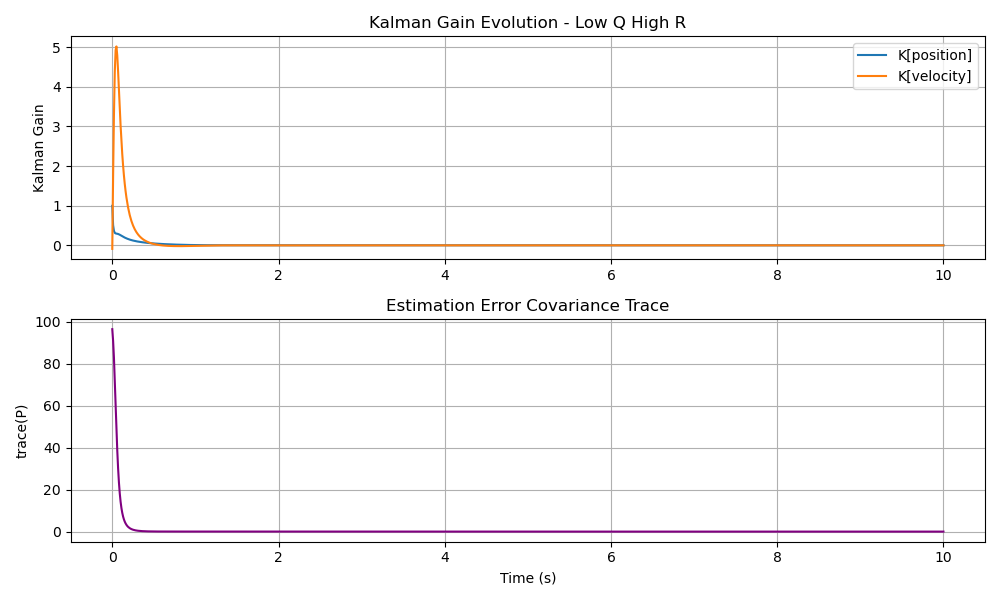 Kalman Gain Evolution - Low Q High R
Kalman Gain
5
4
3
2
1
0
K[position]
K[velocity]
0 2 4 6 8 10
Estimation Error Covariance Trace
trace(P)
100
80
60
40
20
0
0 2 4 6 8 10
Time (s)